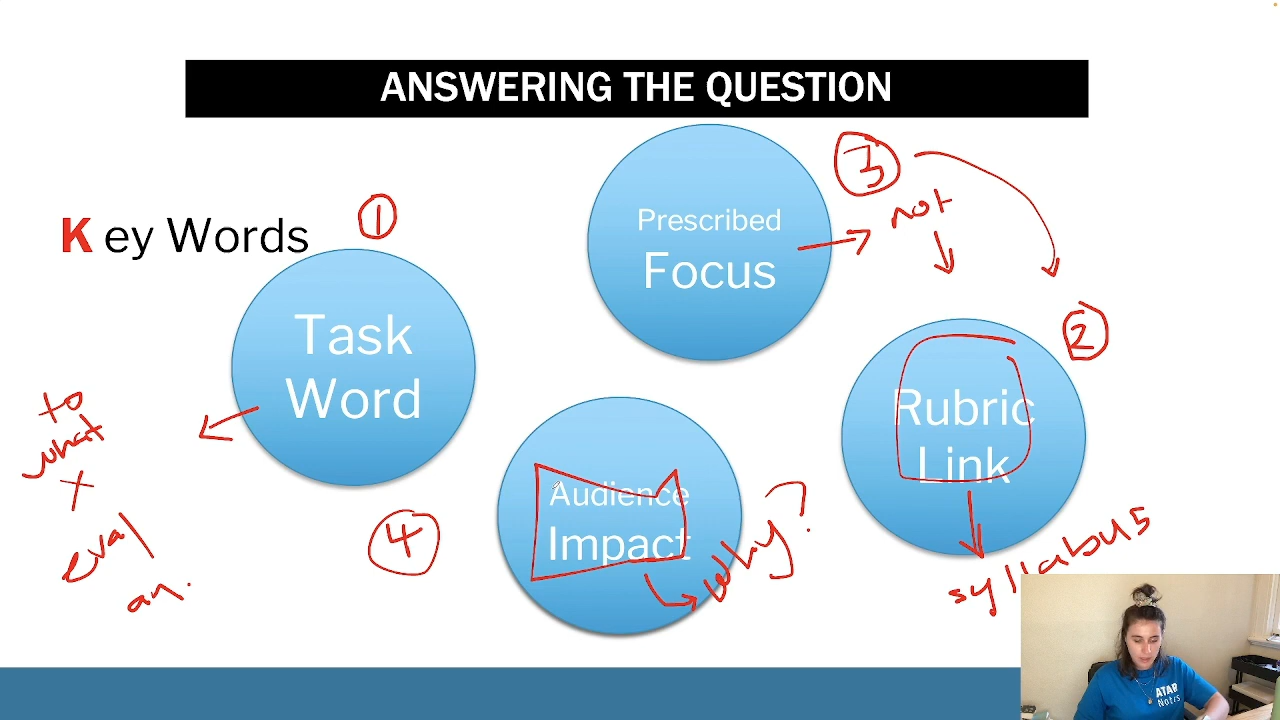 ANSWERING THE QUESTION
Key Words
1
Task
Word
to
what
x
eval
an.
Prescribed
Focus
3
not
2
Rubric
Link
syllabus
4
Audience
Impact
why?
ATAR
Notes